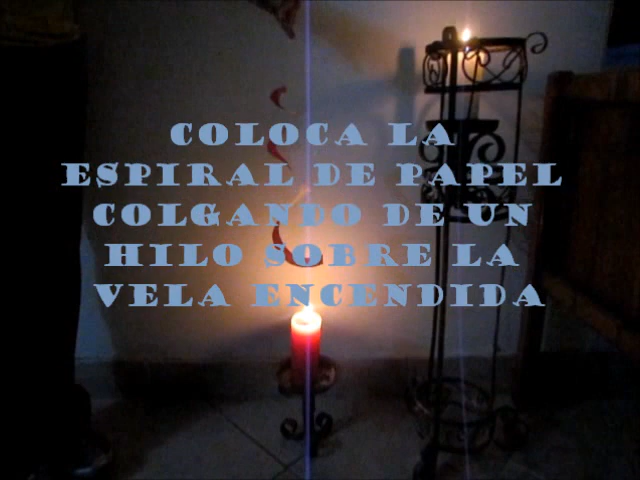 COLOCA LA
ESPIRAL DE PAPEL
COLGANDO DE UN
HILO SOBRE LA
VELA ENCENDIDA